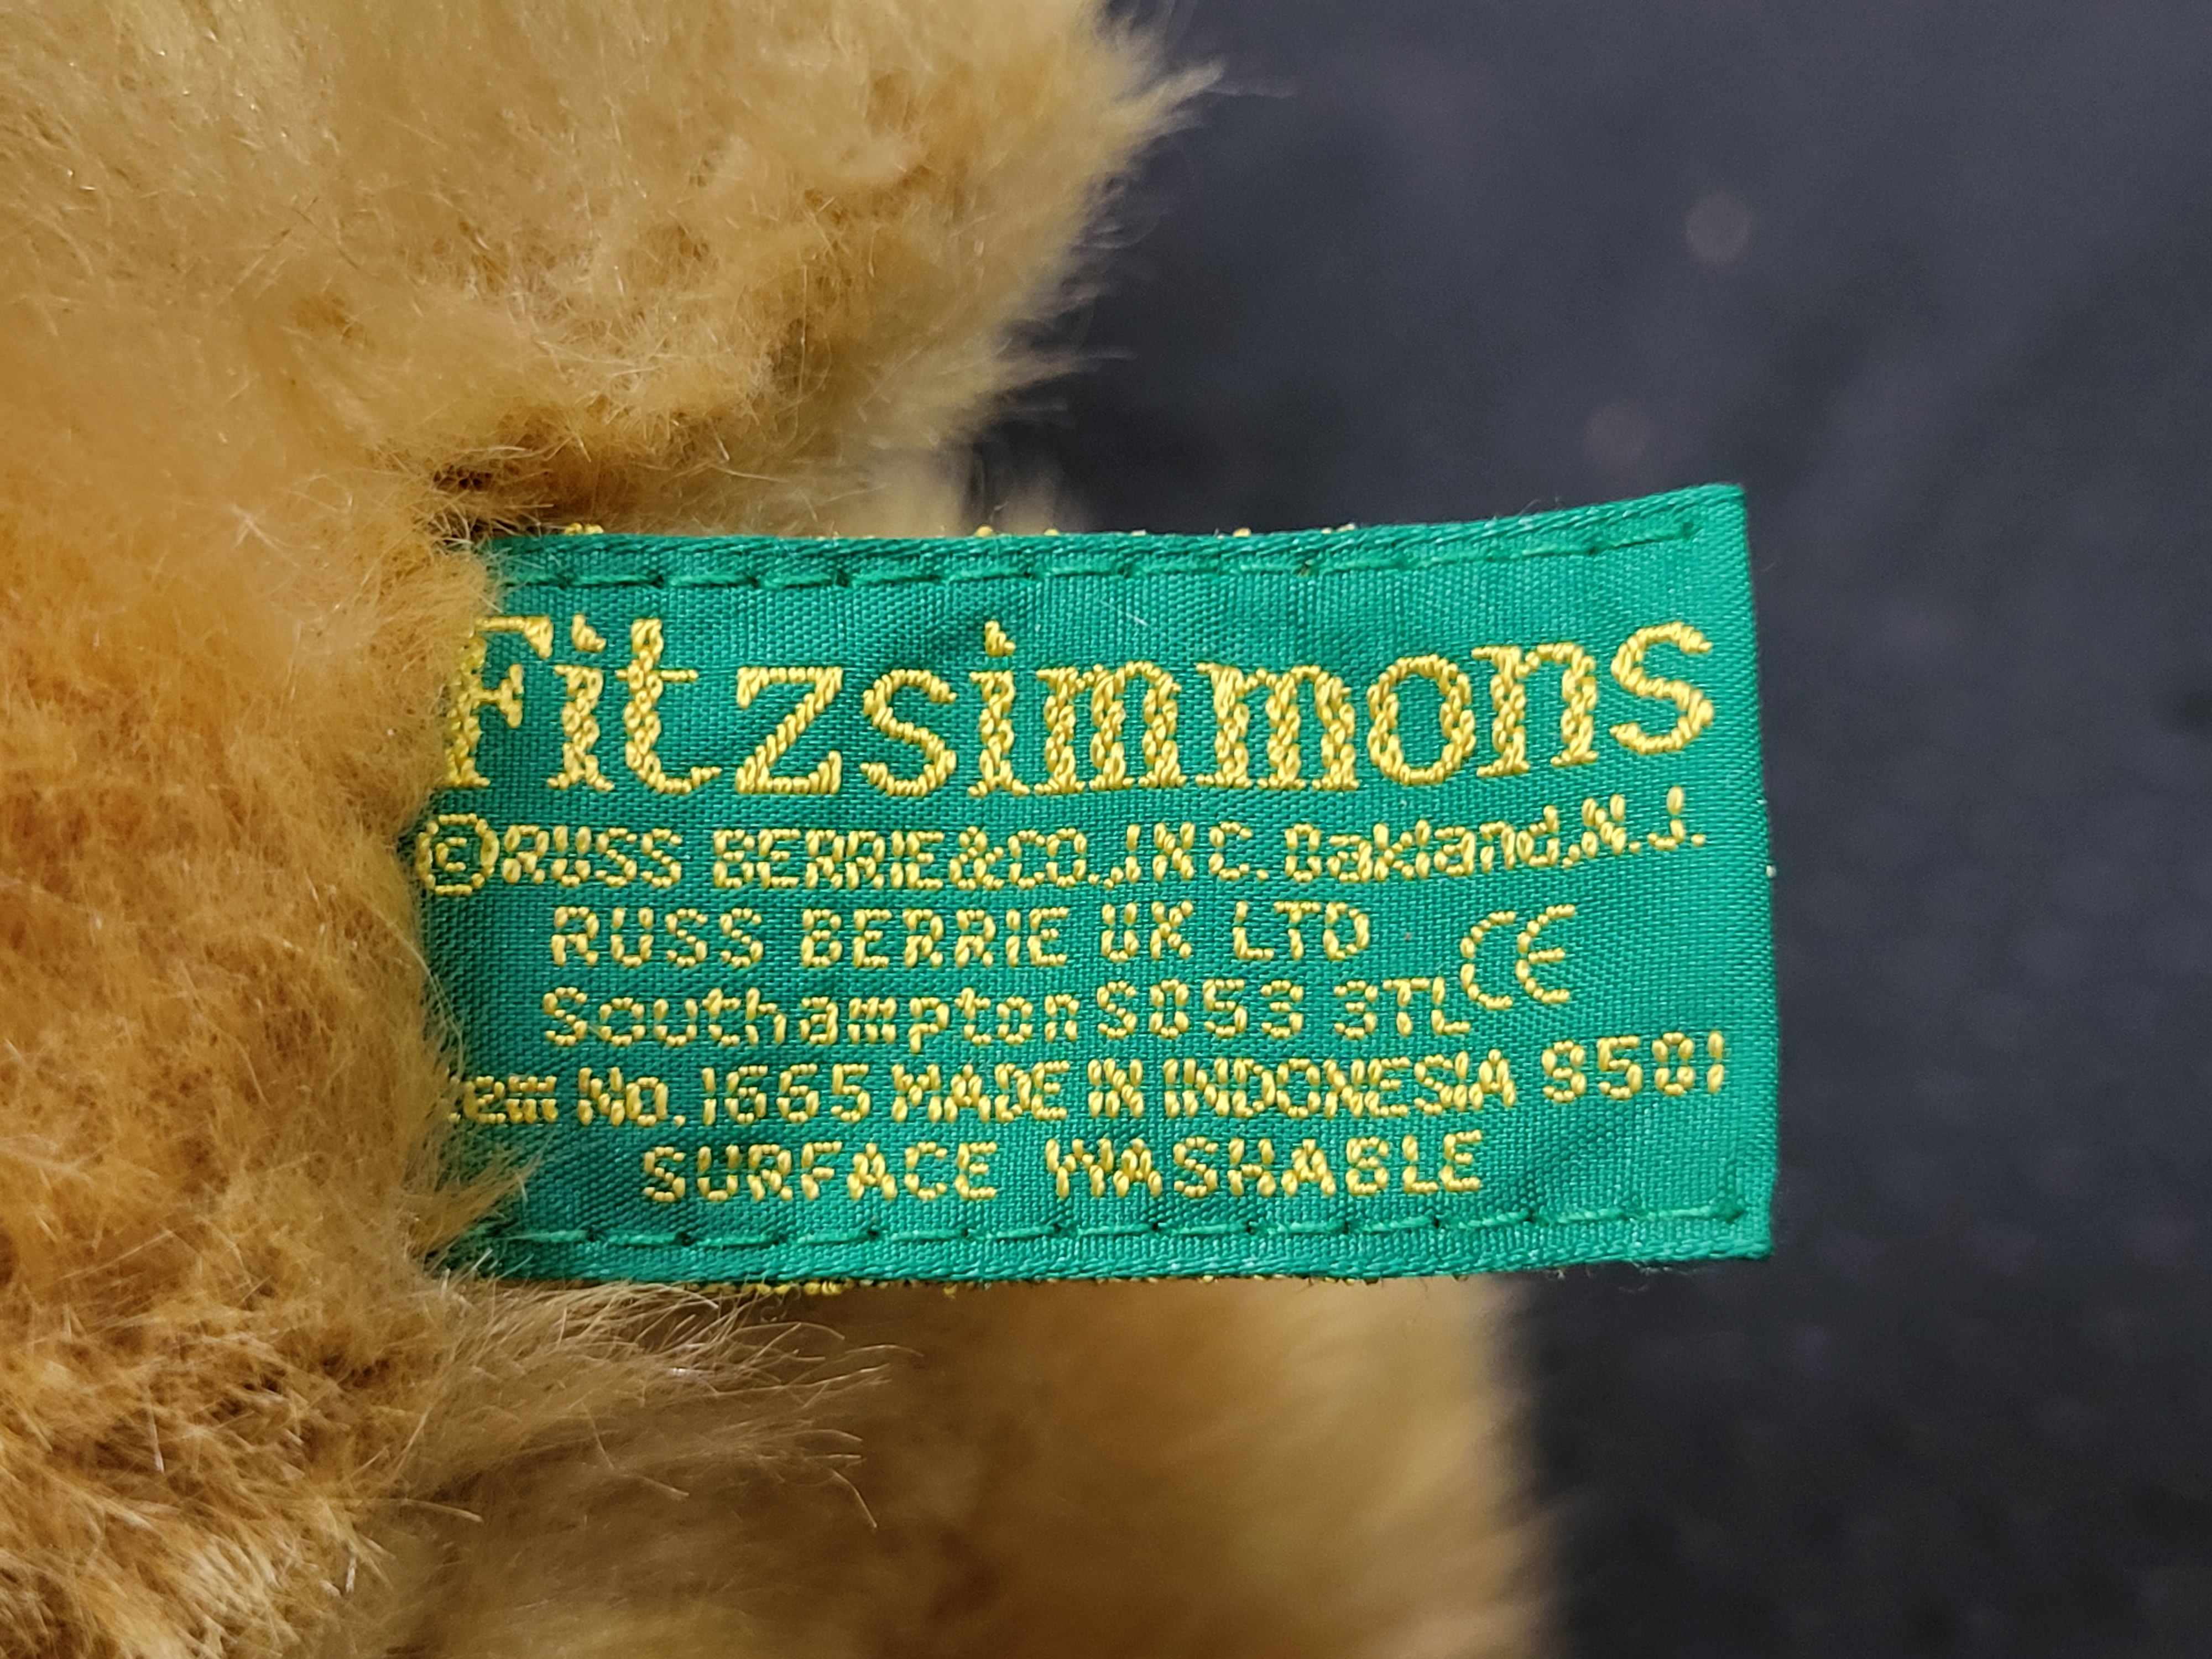 Fitzsimmons
©RUSS BERRIE&CO.,INC. Oakland,N.J.
RUSS BERRIE UK LTD CE
Southampton SO53 3TL
Item No.1665 MADE IN INDONESIA 9501
SURFACE WASHABLE